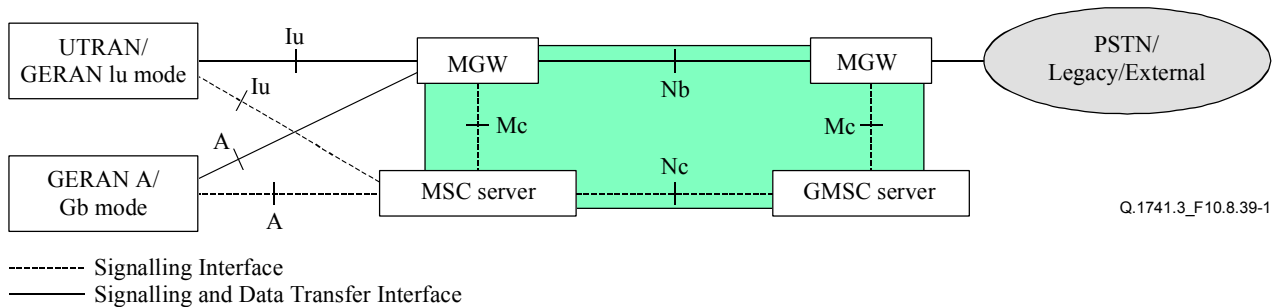 UTRAN/
GERAN lu mode
Iu
MGW
MGW
PSTN/
Legacy/External
Iu
Nb
A
Mc
Mc
GERAN A/
Gb mode
A
MSC server
Nc
GMSC server
Q.1741.3_F10.8.39-1
Signalling Interface
Signalling and Data Transfer Interface